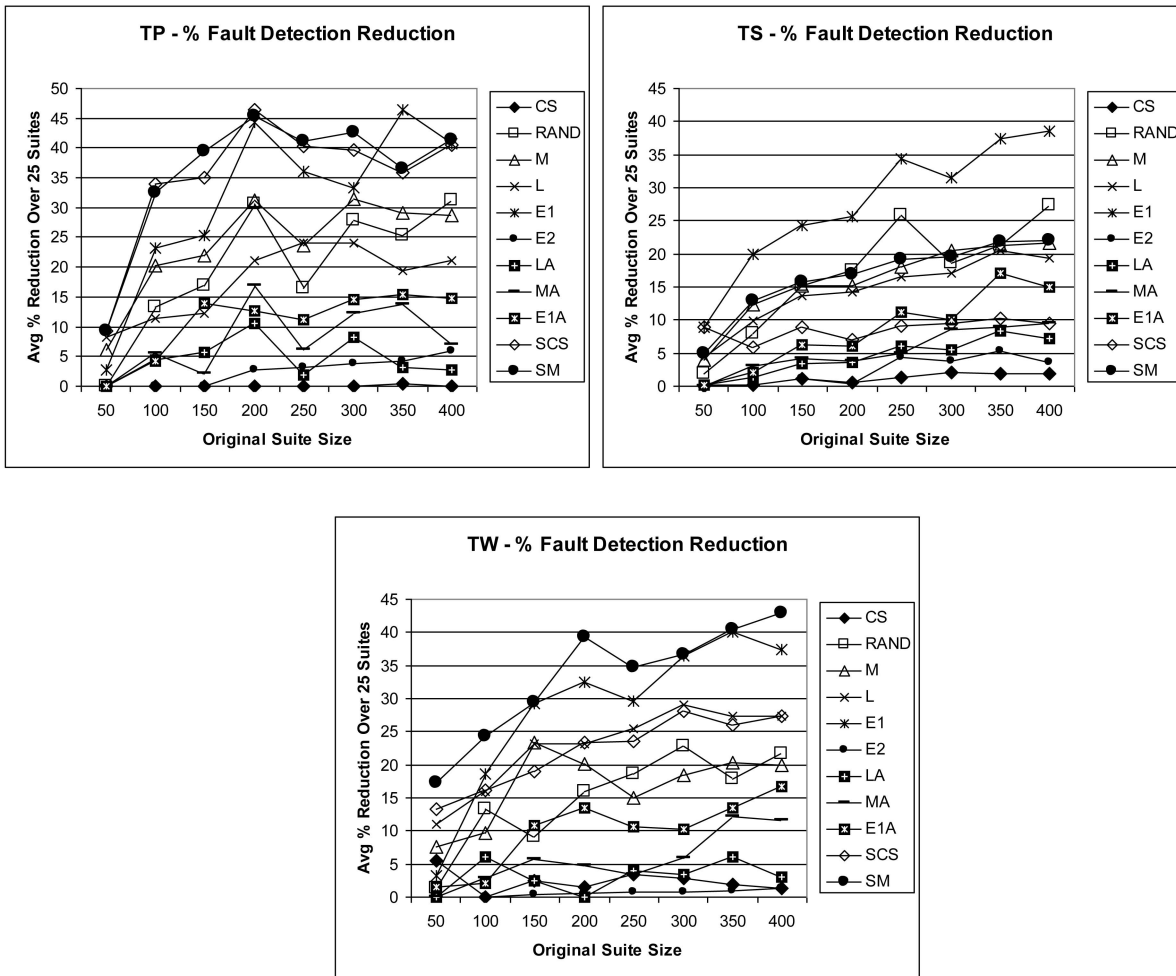 TP - % Fault Detection Reduction
Avg % Reduction Over 25 Suites
50
45
40
35
30
25
20
15
10
5
0
50 100 150 200 250 300 350 400
Original Suite Size
CS
RAND
M
L
E1
E2
LA
MA
E1A
SCS
SM
TS - % Fault Detection Reduction
Avg % Reduction Over 25 Suites
45
40
35
30
25
20
15
10
5
0
50 100 150 200 250 300 350 400
Original Suite Size
CS
RAND
M
L
E1
E2
LA
MA
E1A
SCS
SM
TW - % Fault Detection Reduction
Avg % Reduction Over 25 Suites
45
40
35
30
25
20
15
10
5
0
50 100 150 200 250 300 350 400
Original Suite Size
CS
RAND
M
L
E1
E2
LA
MA
E1A
SCS
SM